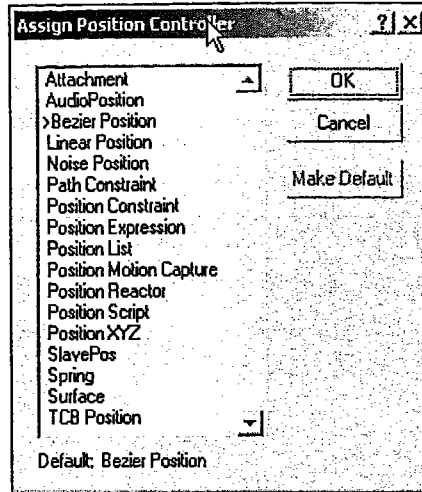 Assign Position Controller
Attachment
AudioPosition
>Bezier Position
Linear Position
Noise Position
Path Constraint
Position Constraint
Position Expression
Position List
Position Motion Capture
Position Reactor
Position Script
Position XYZ
SlavePos
Spring
Surface
TCB Position
Default: Bezier Position
OK
Cancel
Make Default